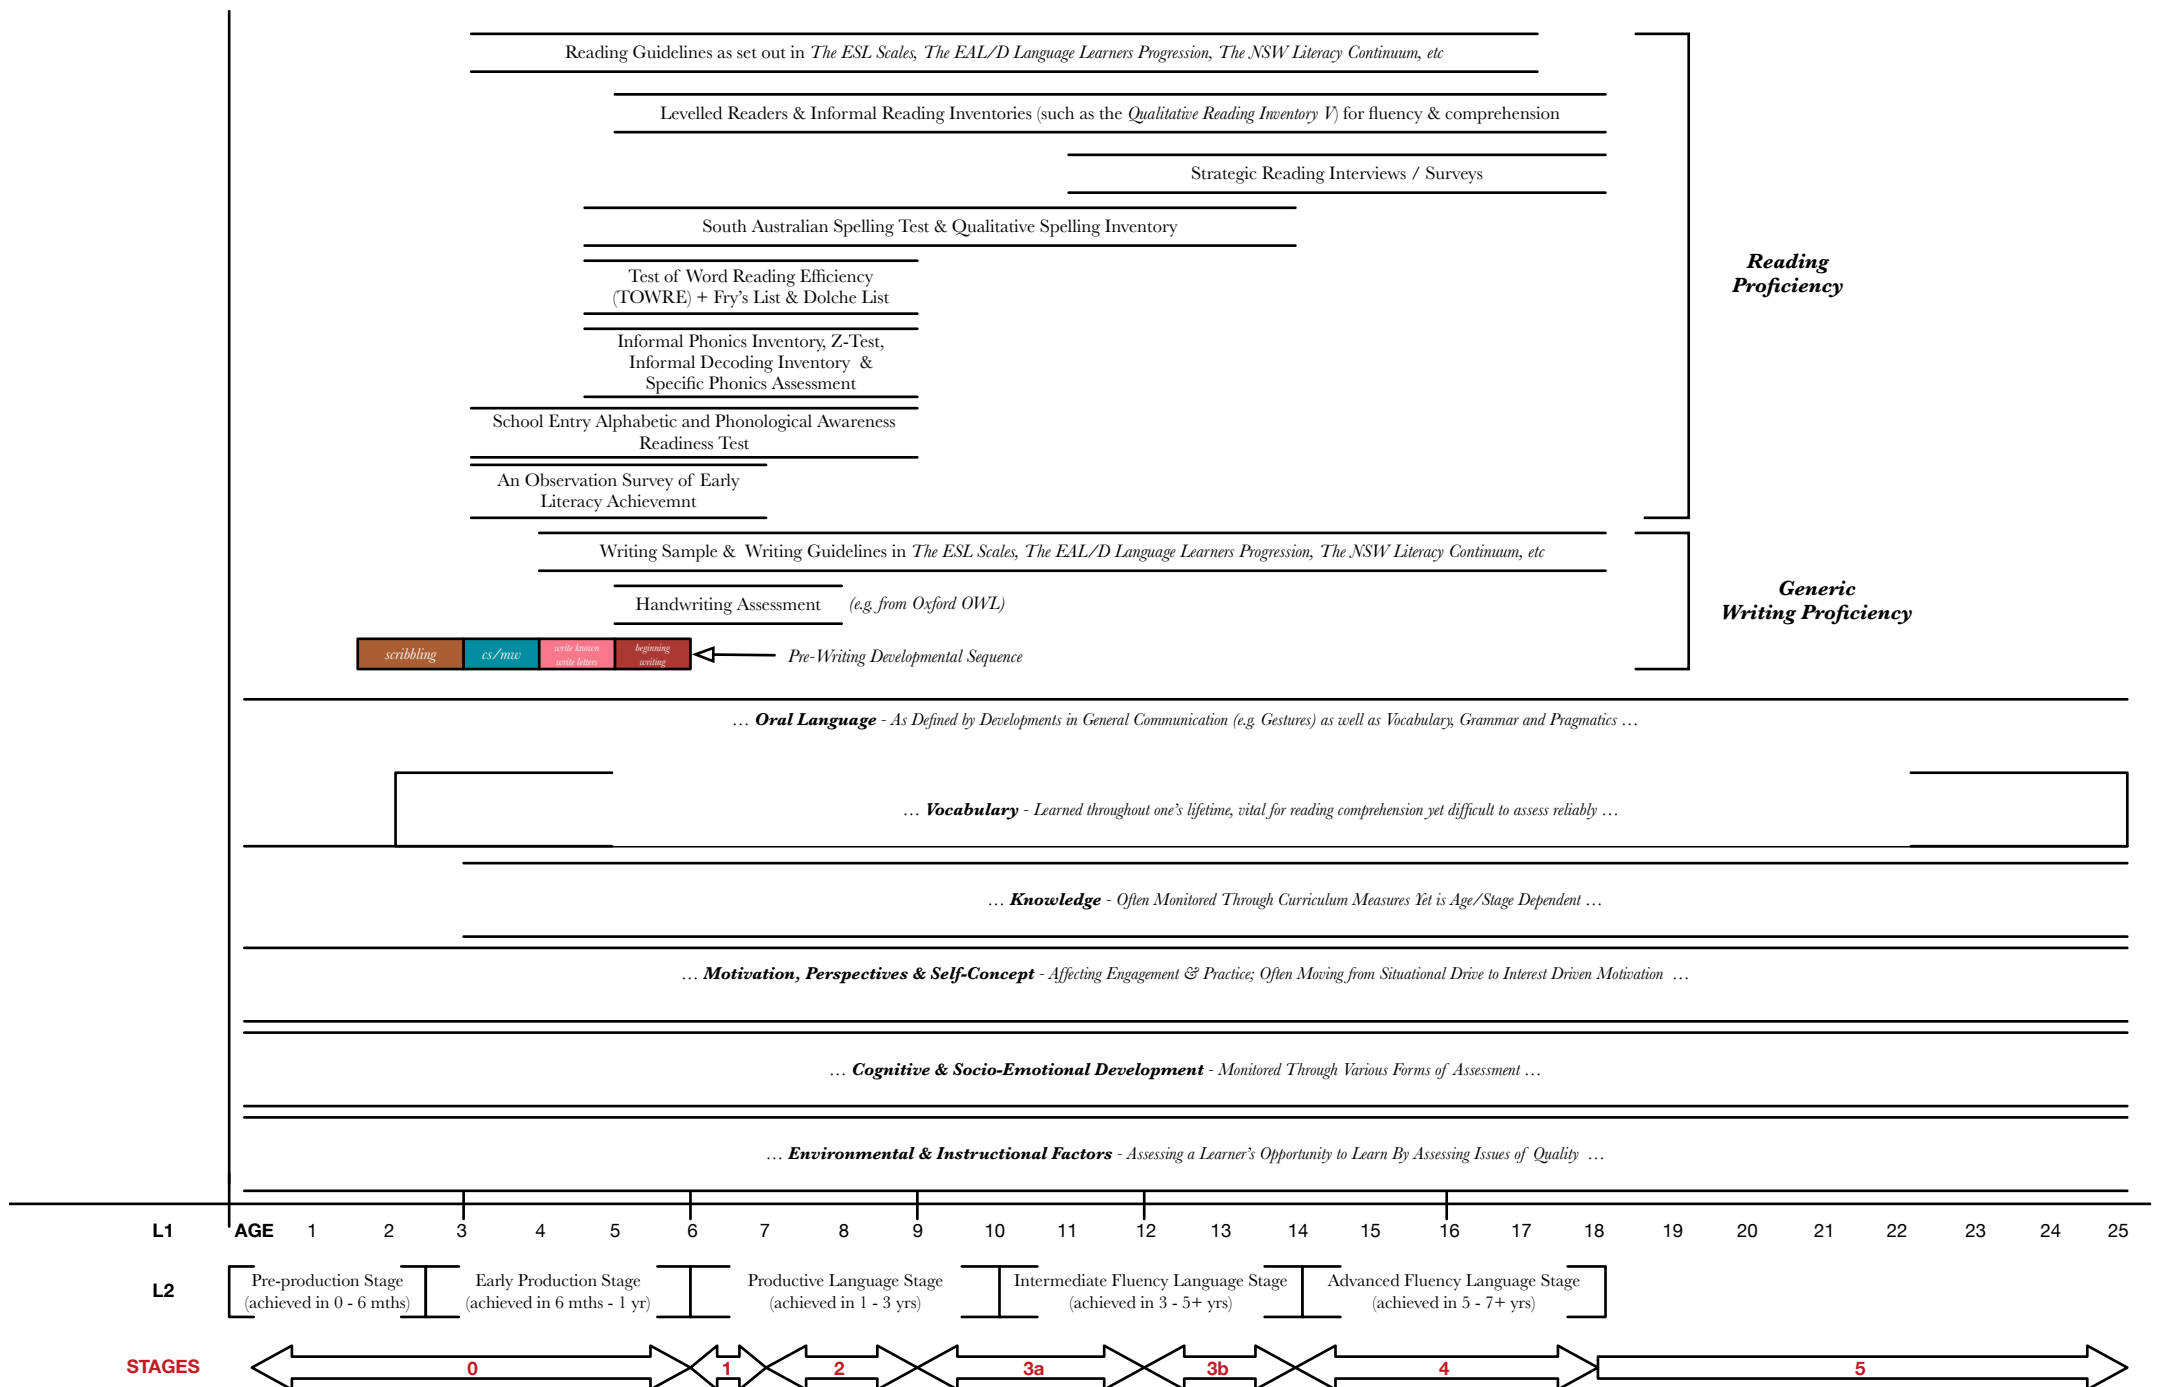 Reading Guidelines as set out in The ESL Scales, The EAL/D Language Learners Progression, The NSW Literacy Continuum, etc
Levelled Readers & Informal Reading Inventories (such as the Qualitative Reading Inventory V) for fluency & comprehension
Strategic Reading Interviews / Surveys
South Australian Spelling Test & Qualitative Spelling Inventory
Test of Word Reading Efficiency
(TOWRE) + Fry's List & Dolche List
Reading
Proficiency
Informal Phonics Inventory, Z-Test,
Informal Decoding Inventory &
Specific Phonics Assessment
School Entry Alphabetic and Phonological Awareness
Readiness Test
An Observation Survey of Early
Literacy Achievemnt
Writing Sample & Writing Guidelines in The ESL Scales, The EAL/D Language Learners Progression, The NSW Literacy Continuum, etc
Handwriting Assessment (e.g. from Oxford OWL)
Generic
Writing Proficiency
scribbling
cs/mw
write known
write letters
beginning
writing
Pre-Writing Developmental Sequence
... Oral Language - As Defined by Developments in General Communication (e.g. Gestures) as well as Vocabulary, Grammar and Pragmatics ...
... Vocabulary - Learned throughout one's lifetime, vital for reading comprehension yet difficult to assess reliably ...
... Knowledge - Often Monitored Through Curriculum Measures Yet is Age/Stage Dependent ...
... Motivation, Perspectives & Self-Concept - Affecting Engagement & Practice; Often Moving from Situational Drive to Interest Driven Motivation ...
... Cognitive & Socio-Emotional Development - Monitored Through Various Forms of Assessment ...
... Environmental & Instructional Factors - Assessing a Learner's Opportunity to Learn By Assessing Issues of Quality ...
L1 AGE 1 2 3 4 5 6 7 8 9 10 11 12 13 14 15 16 17 18 19 20 21 22 23 24 25
L2
Pre-production Stage
(achieved in 0 - 6 mths)
Early Production Stage
(achieved in 6 mths - 1 yr)
Productive Language Stage
(achieved in 1 - 3 yrs)
Intermediate Fluency Language Stage
(achieved in 3 - 5+ yrs)
Advanced Fluency Language Stage
(achieved in 5 - 7+ yrs)
STAGES 0 1 2 3a 3b 4 5